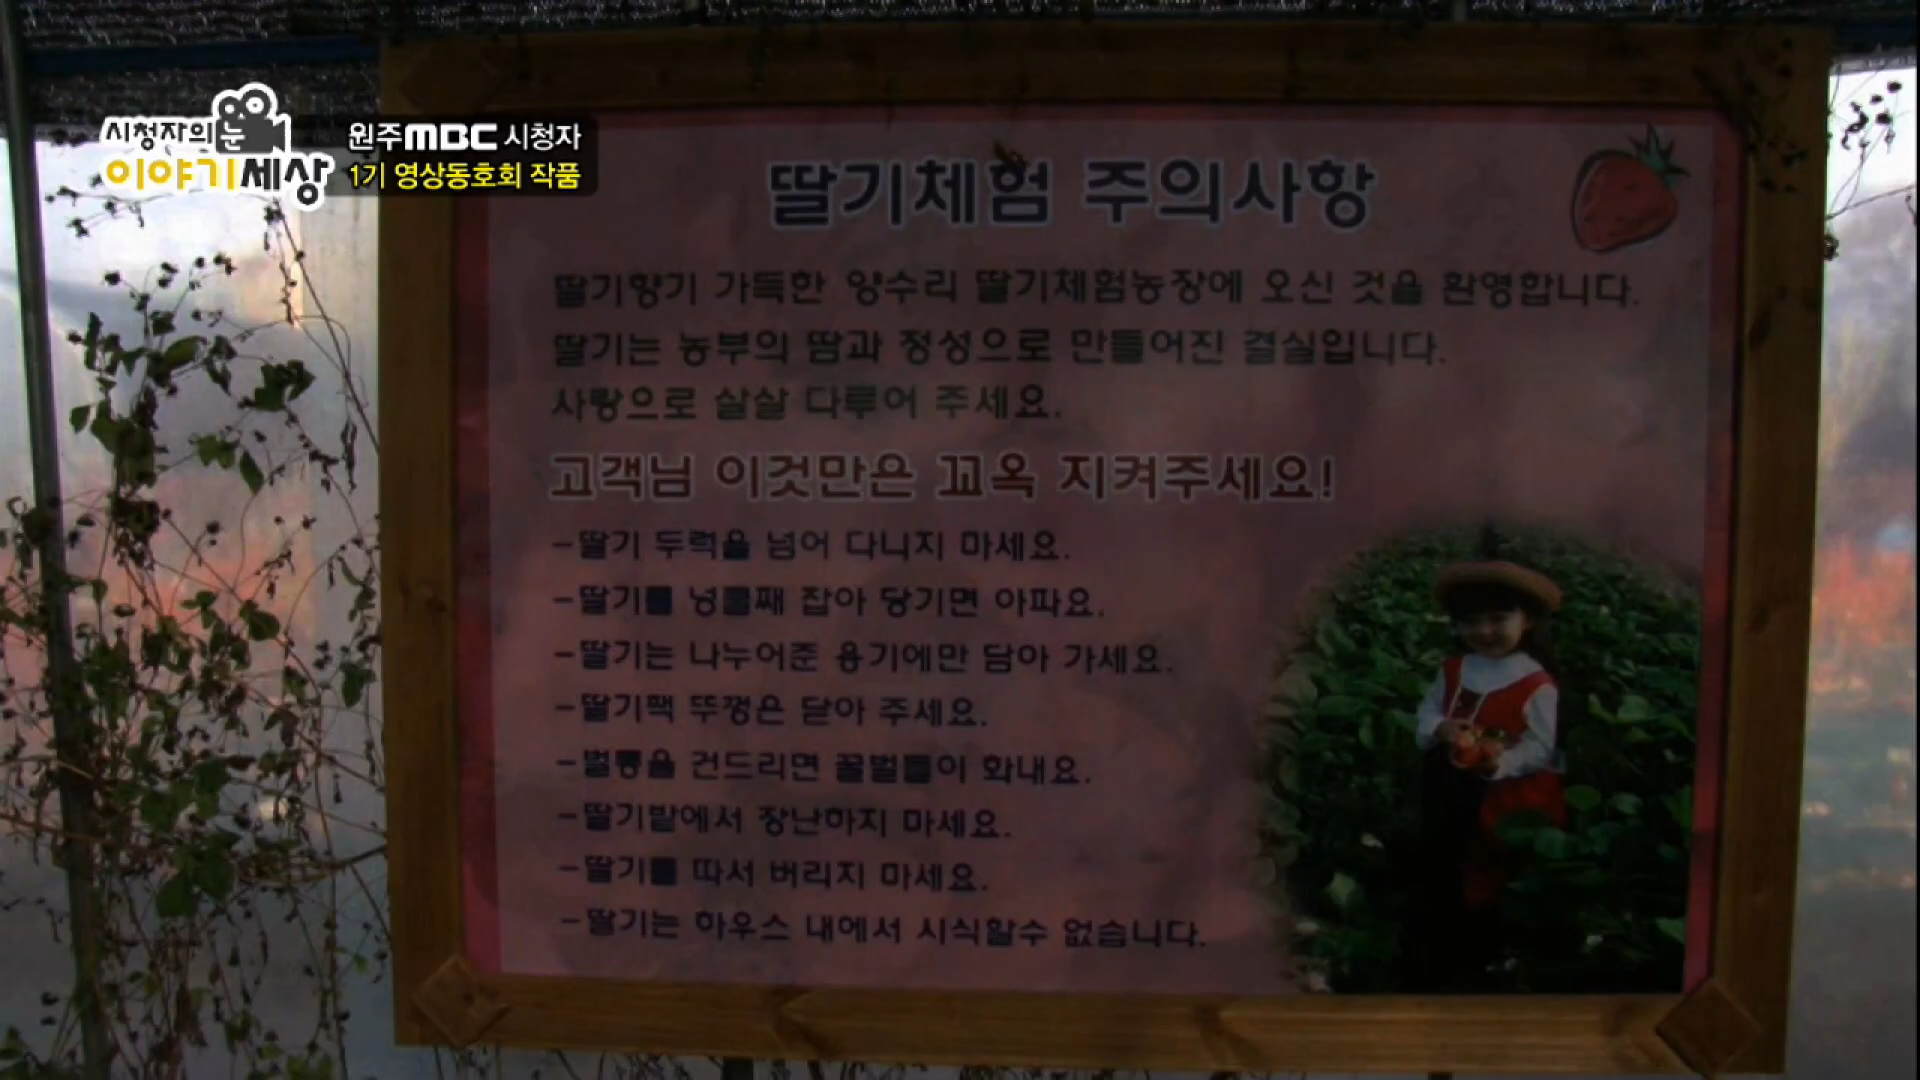 시청자의 눈
이야기세상
원주MBC 시청자
1기 영상동호회 작품
딸기체험 주의사항
딸기향기 가득한 양수리 딸기체험농장에 오신 것을 환영합니다.
딸기는 농부의 땀과 정성으로 만들어진 결실입니다.
사랑으로 살살 다루어 주세요.
고객님 이것만은 꼬옥 지켜주세요!
-딸기 두럭을 넘어 다니지 마세요.
-딸기를 넝쿨째 잡아 당기면 아파요.
-딸기는 나누어준 용기에만 담아 가세요.
-딸기팩 뚜껑은 닫아 주세요.
-벌통을 건드리면 꿀벌들이 화내요.
-딸기밭에서 장난하지 마세요.
-딸기를 따서 버리지 마세요.
-딸기는 하우스 내에서 시식할수 없습니다.